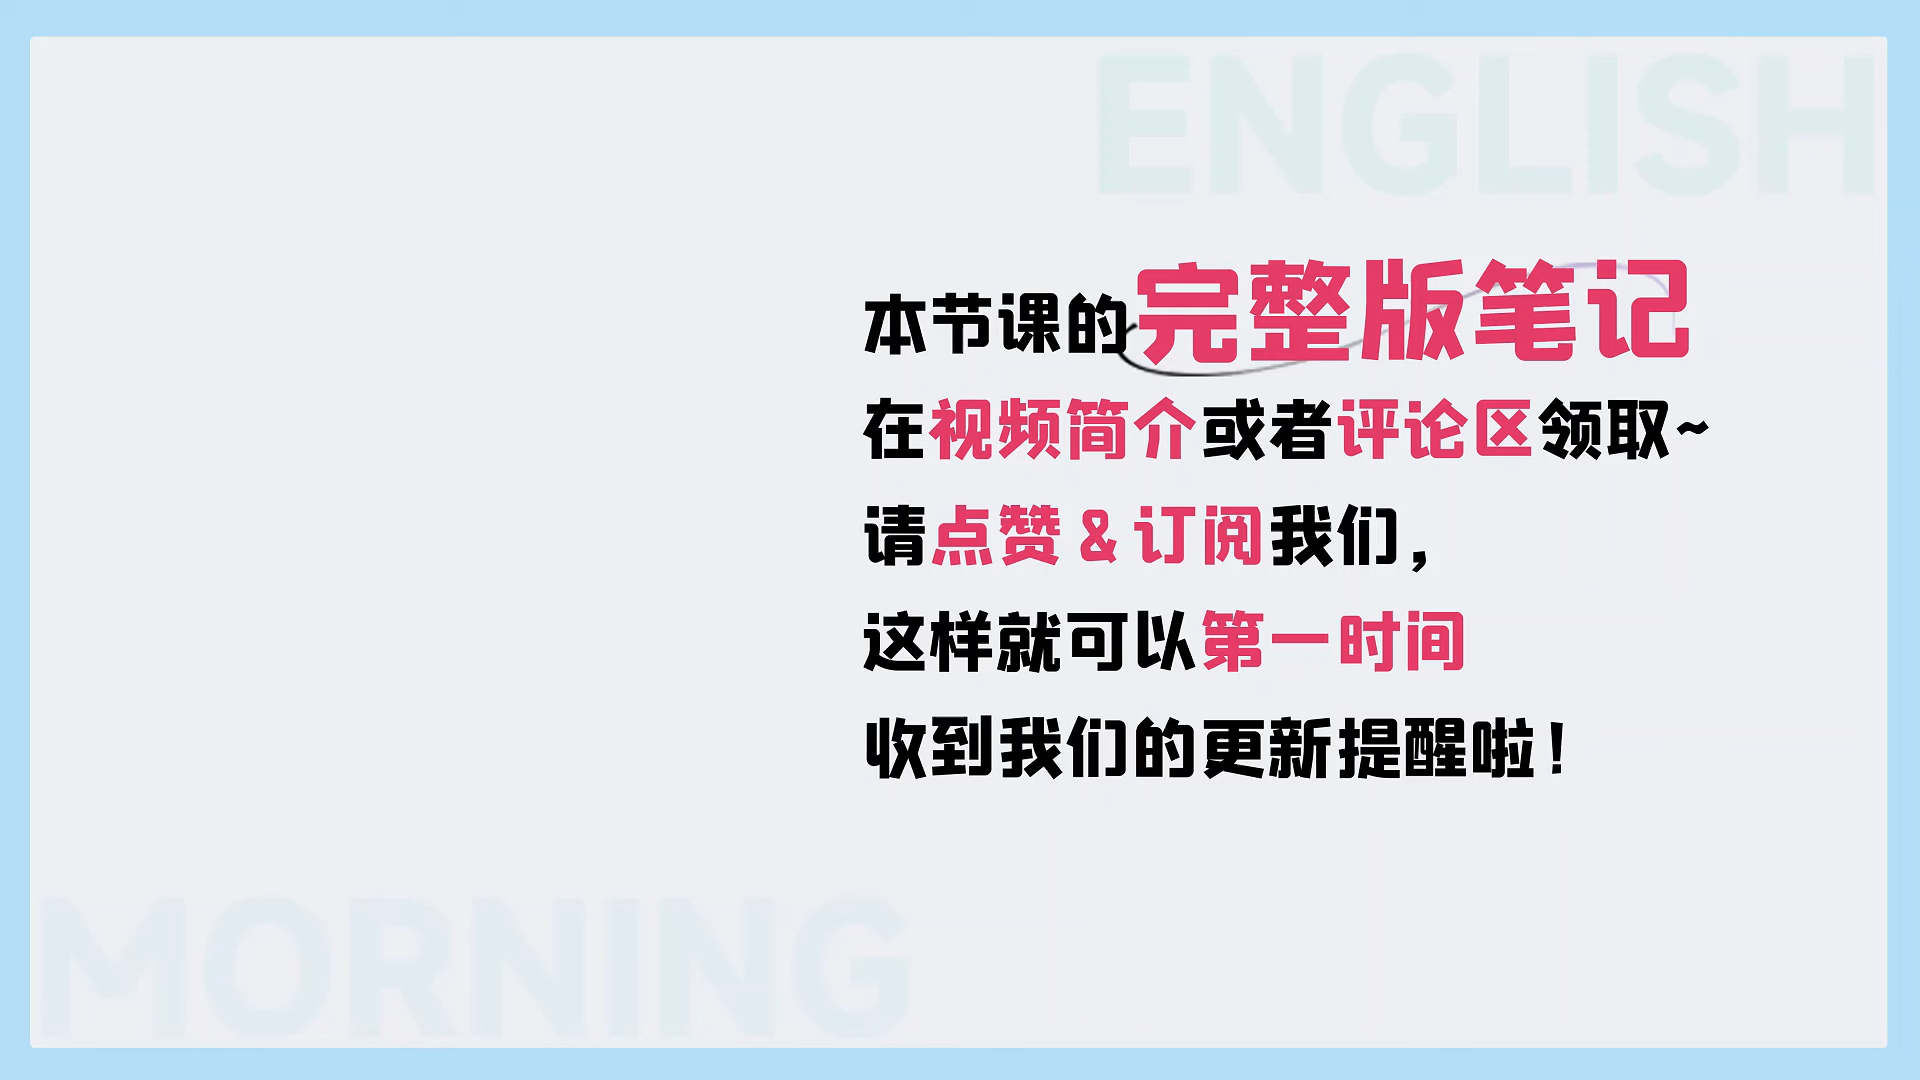 ENGLISH
本节课的完整版笔记
在视频简介或者评论区领取~
请点赞&订阅我们，
这样就可以第一时间
收到我们的更新提醒啦！
MORNING